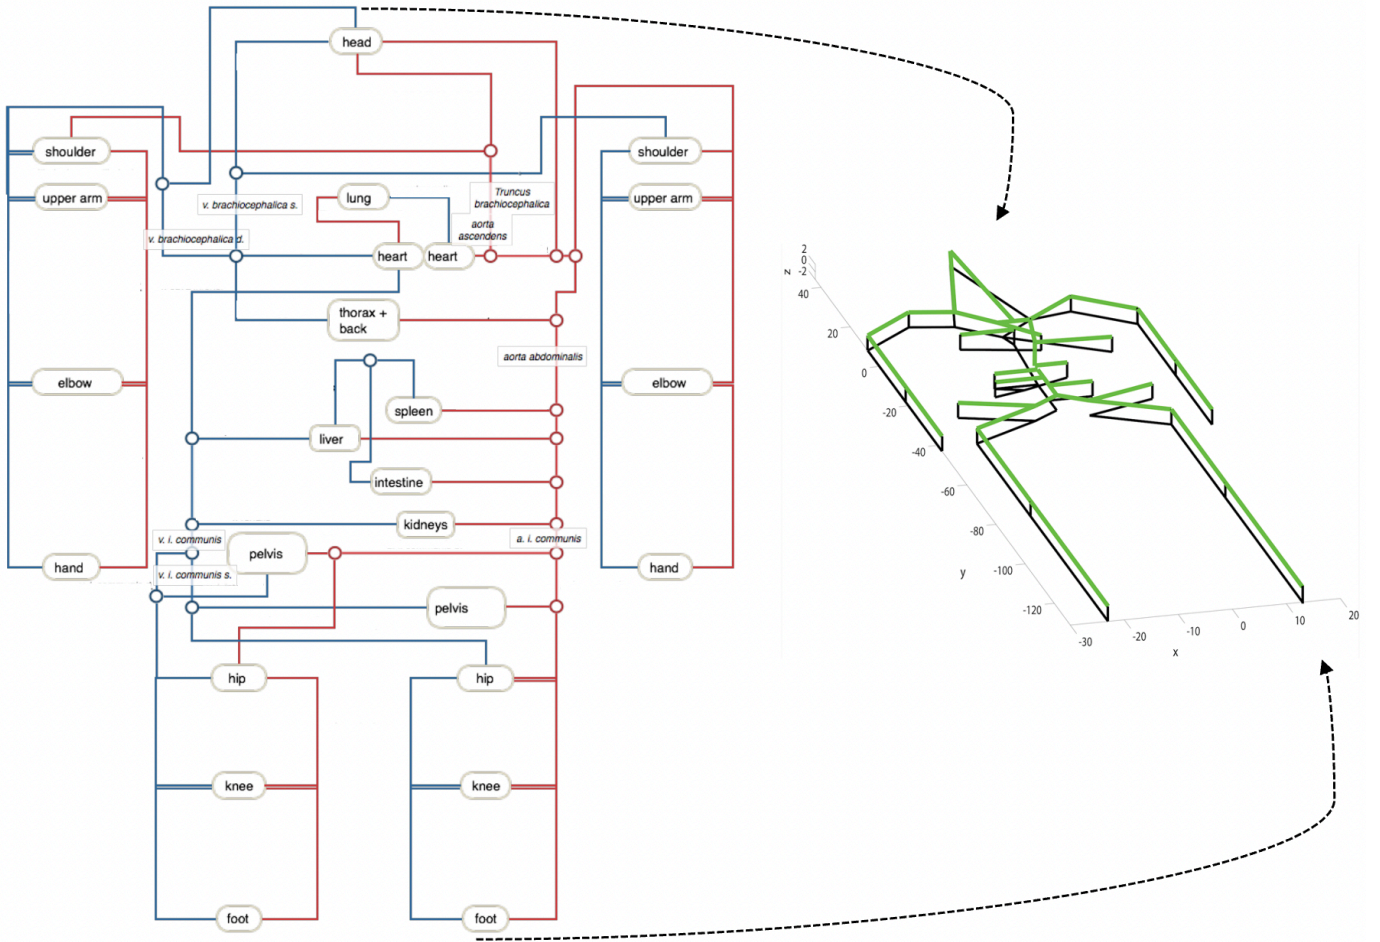 head
shoulder
shoulder
upper arm
lung
Truncus
brachiocephalica
upper arm
v. brachiocephalica s.
aorta
ascendens
v. brachiocephalica d.
heart
heart
thorax +
back
aorta abdominalis
elbow
spleen
elbow
liver
intestine
kidneys
v. i. communis
a. i. communis
pelvis
hand
v. i. communis s.
hand
pelvis
hip
hip
knee
knee
foot
foot
2
0
-2
z
40
20
0
-20
-40
-60
-80
-100
-120
y
-30
-20
-10
0
10
20
x